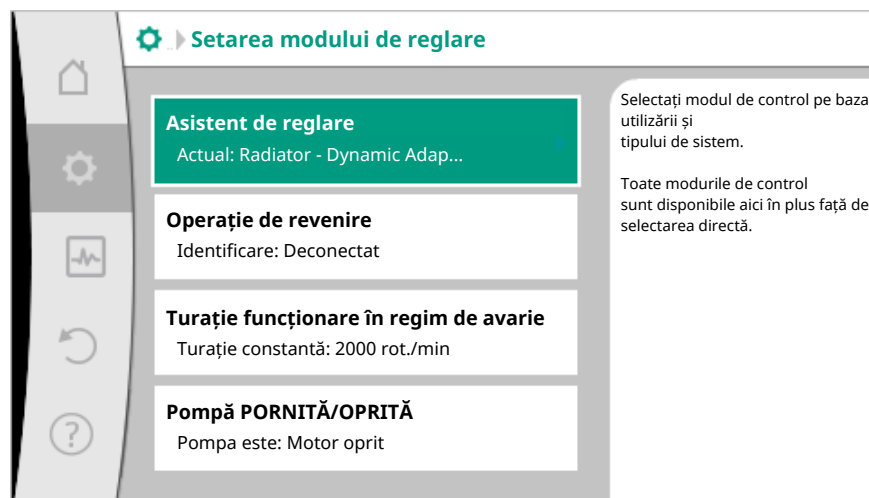 Setarea modului de reglare
Asistent de reglare
Actual: Radiator - Dynamic Adap...
Operație de revenire
Identificare: Deconectat
Turație funcționare în regim de avarie
Turație constantă: 2000 rot./min
Pompă PORNITĂ/OPRITĂ
Pompa este: Motor oprit
Selectați modul de control pe baza
utilizării și
tipului de sistem.
Toate modurile de control
sunt disponibile aici în plus față de
selectarea directă.